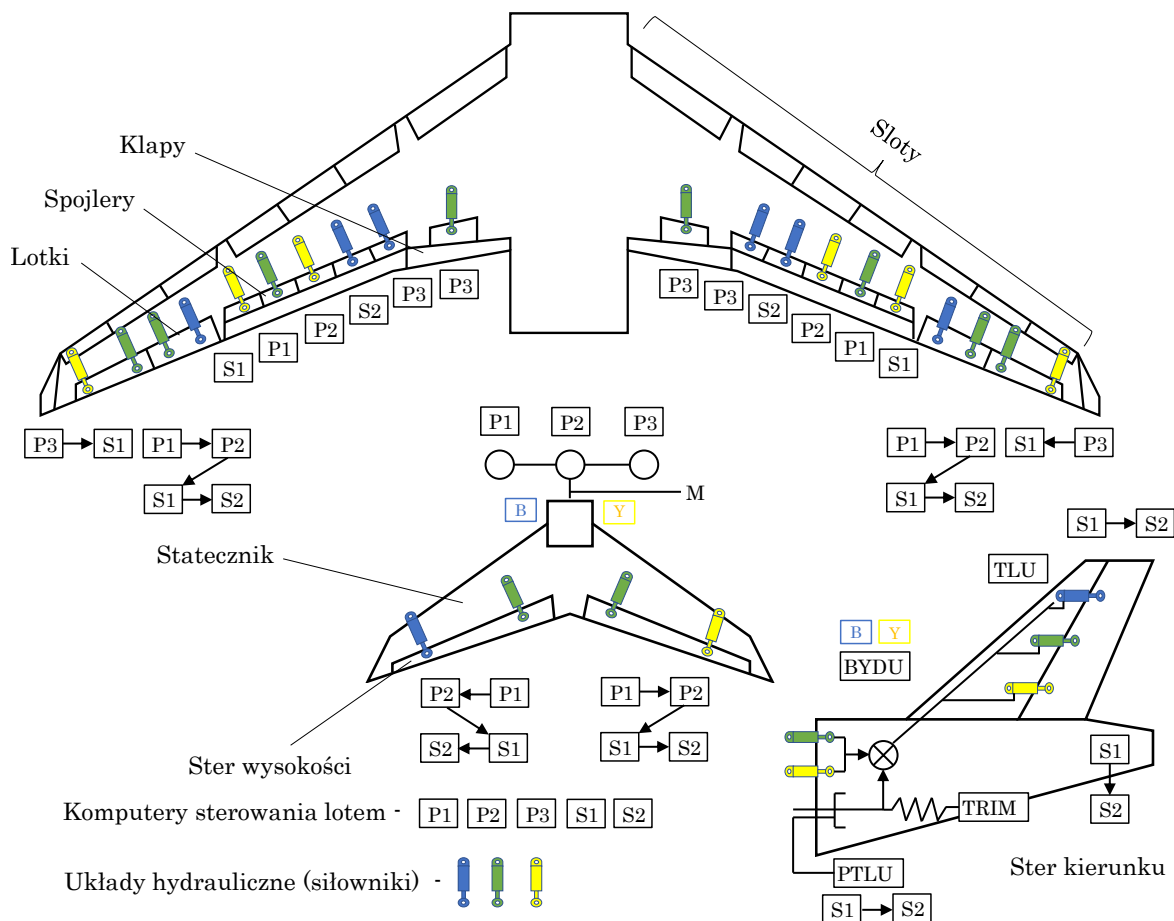 Sloty
Klapy
Spojlery
Lotki
P3 P3
P3 P3
S2 S2
P2 P2
P1 P1
S1 S1
P3 S1 P1 P2
S1 S2
P1 P2 S1 P3
S1 S2
P1 P2 P3
M
B Y
S1 S2
Statecznik
TLU
B Y
BYDU
P2 P1
S2 S1
P1 P2
S1 S2
Ster wysokości
S1
S2
TRIM
PTLU
S1 S2
Ster kierunku
Komputery sterowania lotem - P1 P2 P3 S1 S2
Układy hydrauliczne (siłowniki) -